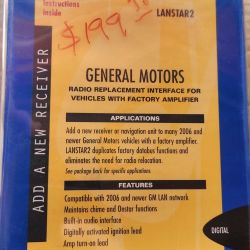 Instructions
Inside
LANSTAR2
$199
ADD A NEW RECEIVER
GENERAL MOTORS
RADIO REPLACEMENT INTERFACE FOR
VEHICLES WITH FACTORY AMPLIFIER
APPLICATIONS
Add a new receiver or navigation unit to many 2006 and
newer General Motors vehicles with a factory amplifier.
LANSTAR2 duplicates factory databus functions and
eliminates the need for radio relocation.
See package back for specific applications.
FEATURES
Compatible with 2006 and newer GM LAN network
Maintains chime and Onstar functions
Built-in audio interface
Digitally activated ignition lead
Amp turn-on lead
DIGITAL